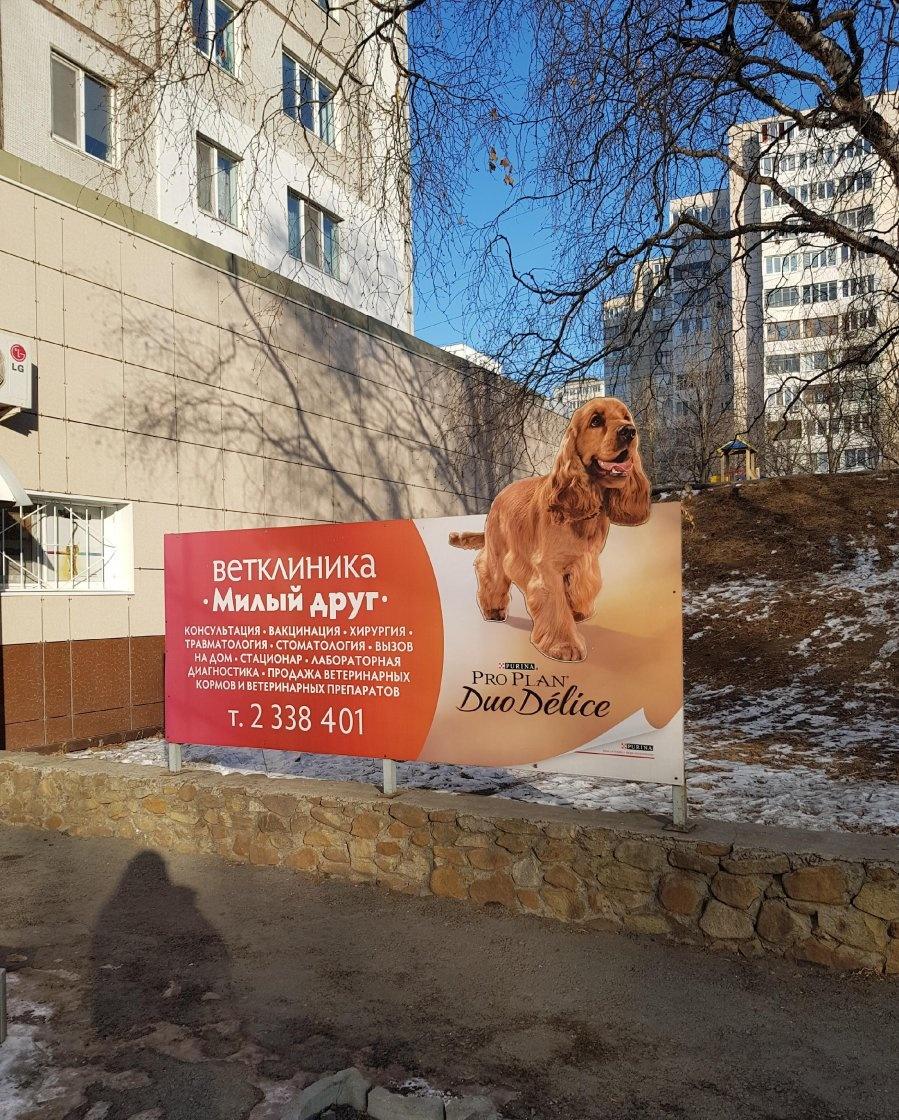 LG
ветклиника
•Милый друг•
КОНСУЛЬТАЦИЯ • ВАКЦИНАЦИЯ • ХИРУРГИЯ •
ТРАВМАТОЛОГИЯ • СТОМАТОЛОГИЯ • ВЫЗОВ
НА ДОМ • СТАЦИОНАР • ЛАБОРАТОРНАЯ
ДИАГНОСТИКА • ПРОДАЖА ВЕТЕРИНАРНЫХ
КОРМОВ И ВЕТЕРИНАРНЫХ ПРЕПАРАТОВ
т. 2 338 401
PURINA
PRO PLAN®
Duo Délice
PURINA